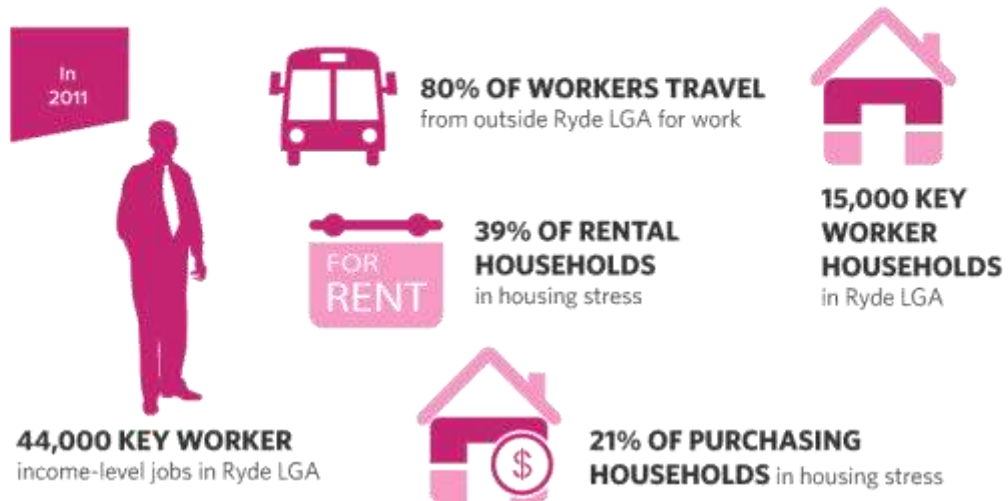 In
2011
80% OF WORKERS TRAVEL
from outside Ryde LGA for work
15,000 KEY
WORKER
HOUSEHOLDS
in Ryde LGA
FOR
RENT
39% OF RENTAL
HOUSEHOLDS
in housing stress
44,000 KEY WORKER
income-level jobs in Ryde LGA
$
21% OF PURCHASING
HOUSEHOLDS in housing stress